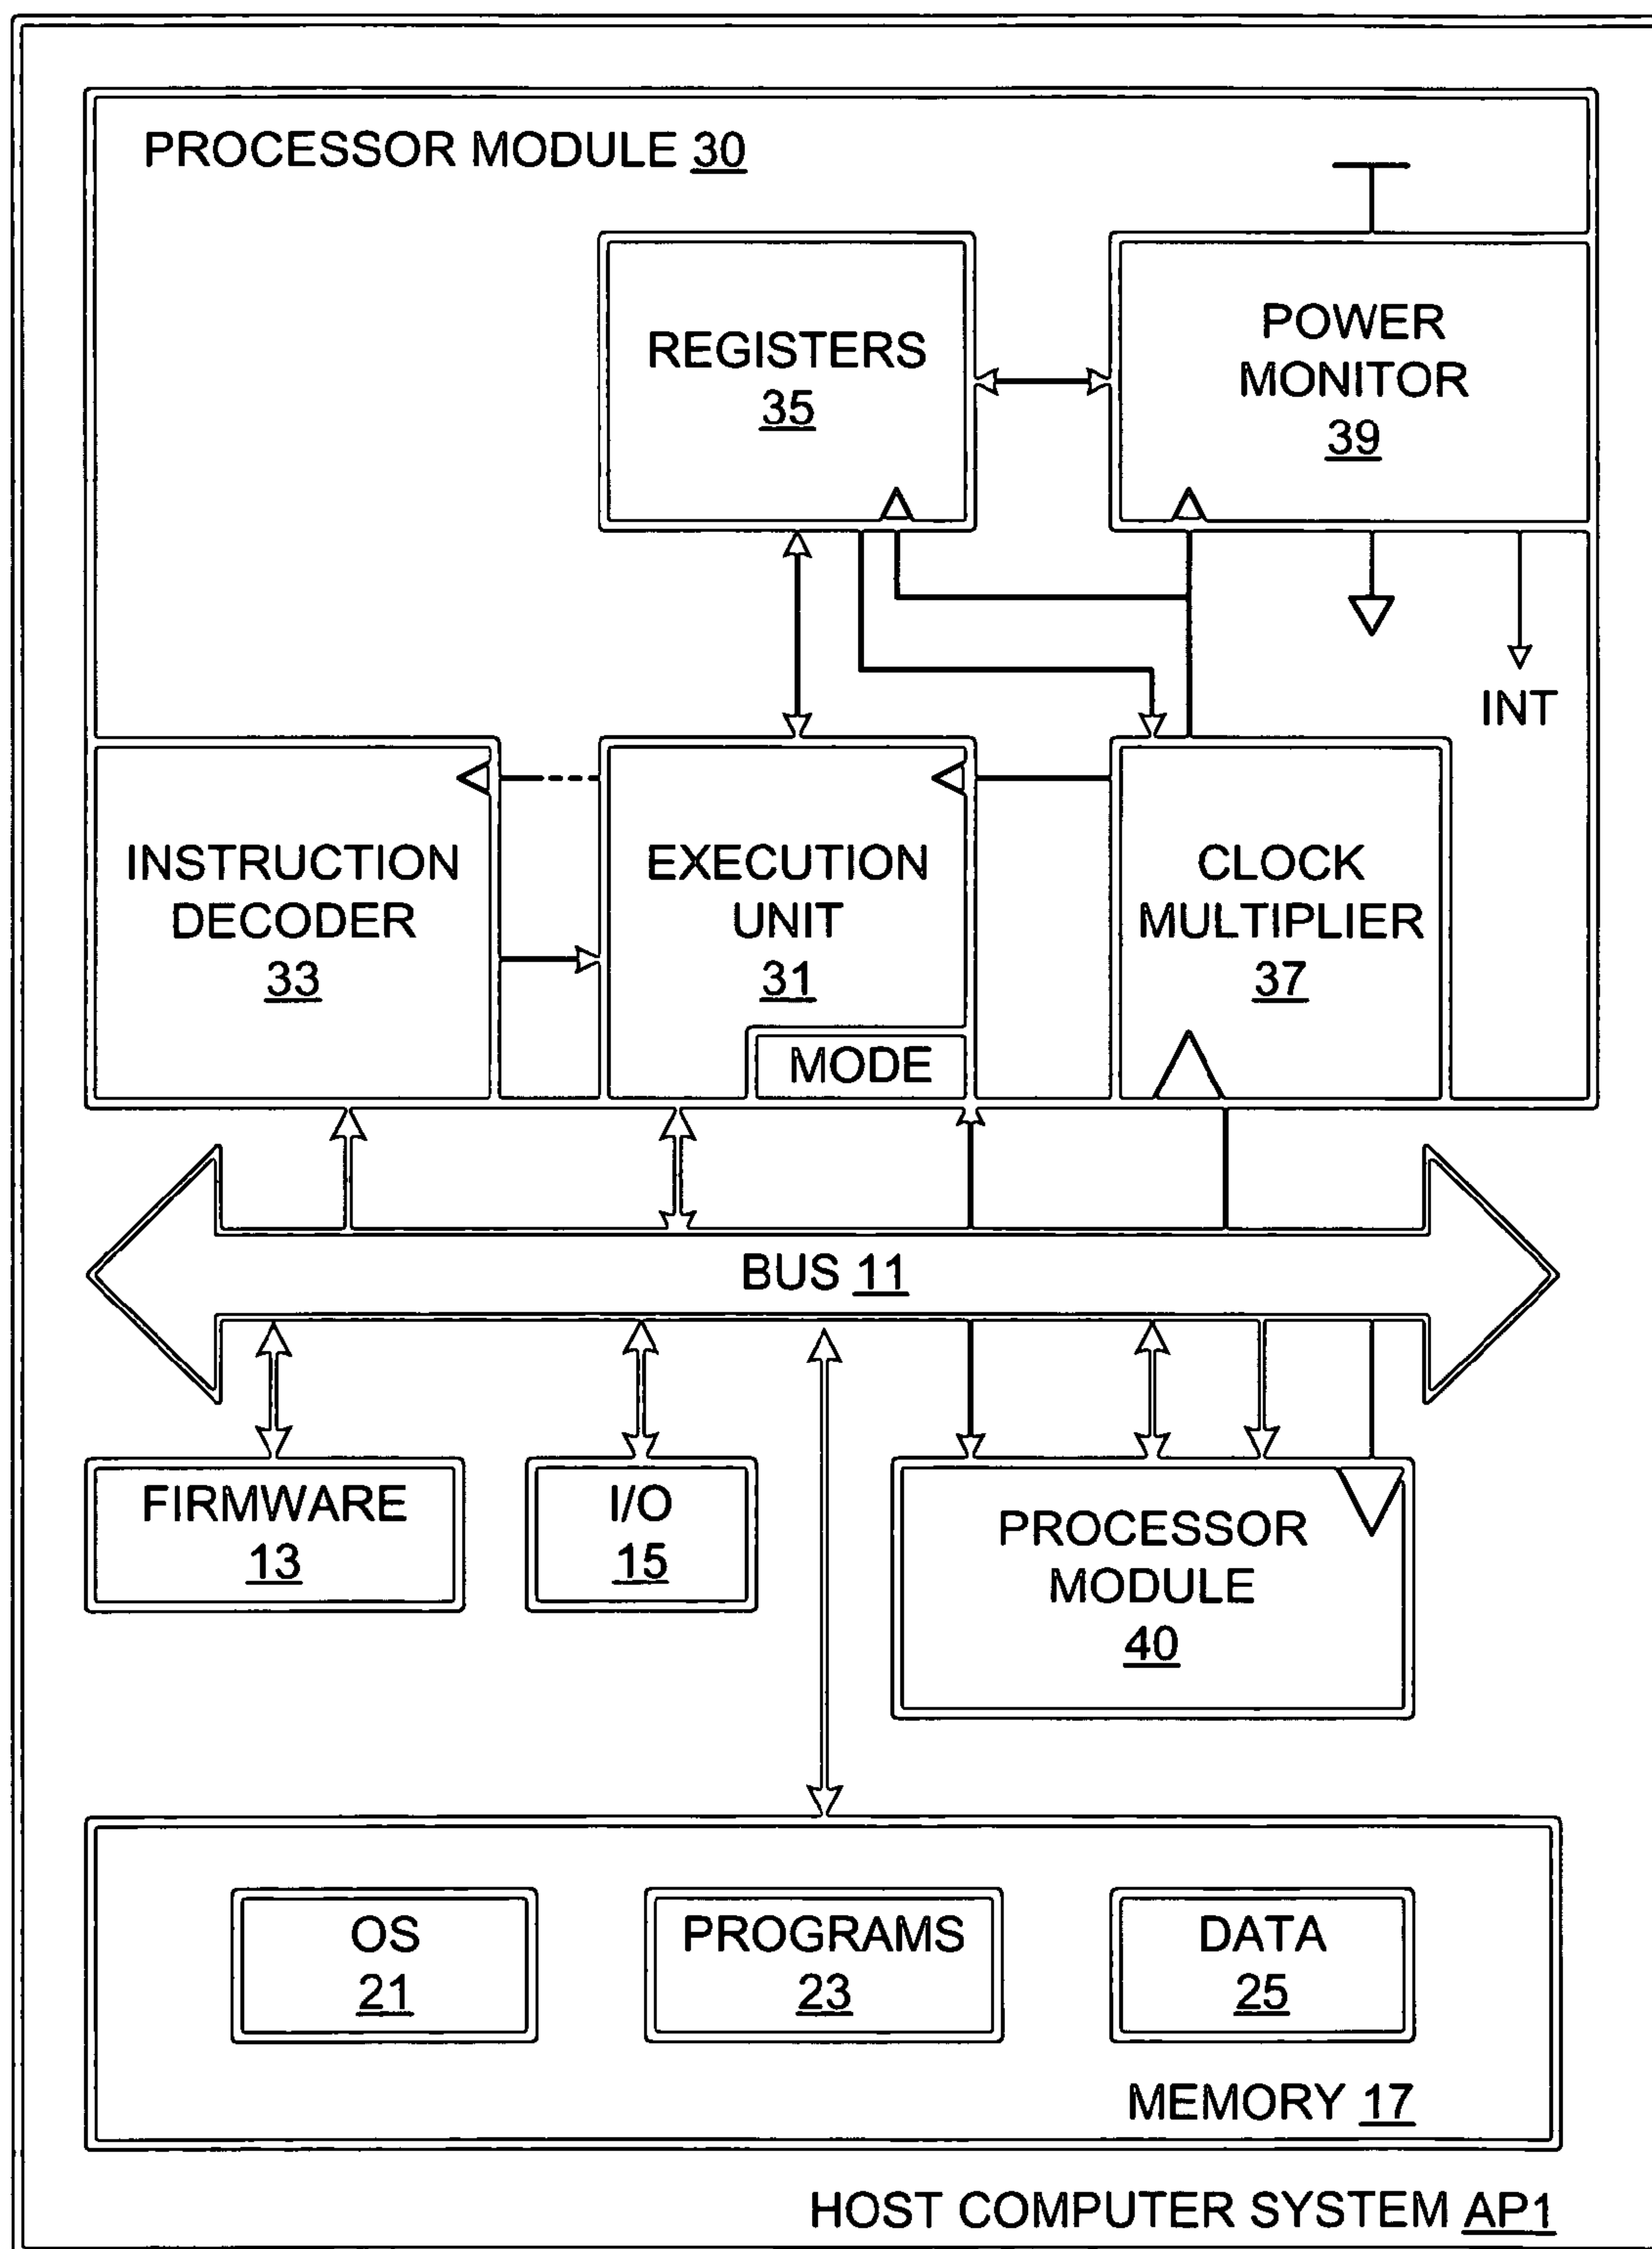 PROCESSOR MODULE 30
REGISTERS
35
POWER
MONITOR
39
INT
INSTRUCTION
DECODER
33
EXECUTION
UNIT
31
MODE
CLOCK
MULTIPLIER
37
BUS 11
FIRMWARE
13
I/O
15
PROCESSOR
MODULE
40
OS
21
PROGRAMS
23
DATA
25
MEMORY 17
HOST COMPUTER SYSTEM AP1